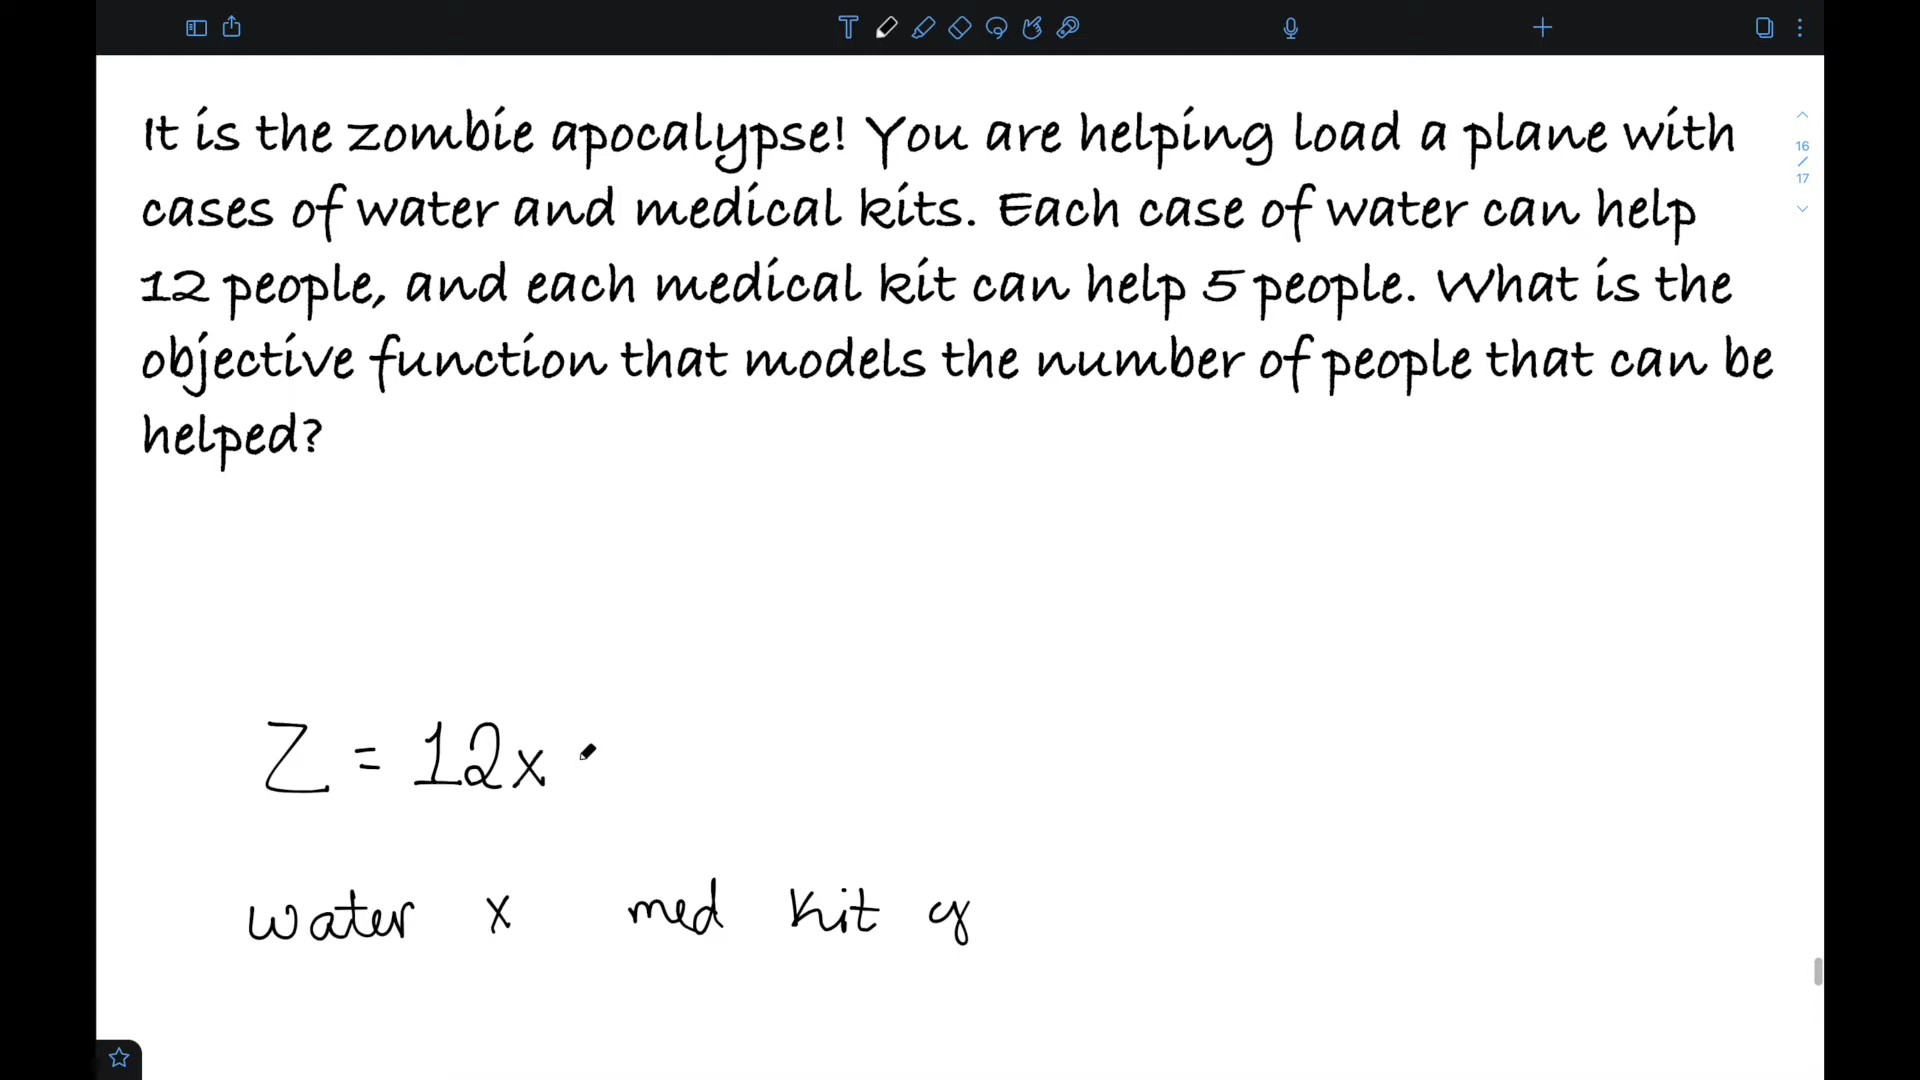 It is the zombie apocalypse! You are helping load a plane with
cases of water and medical kits. Each case of water can help
12 people, and each medical kit can help 5 people. What is the
objective function that models the number of people that can be
helped?
Z = 12x
water x med kit y
16
/
17